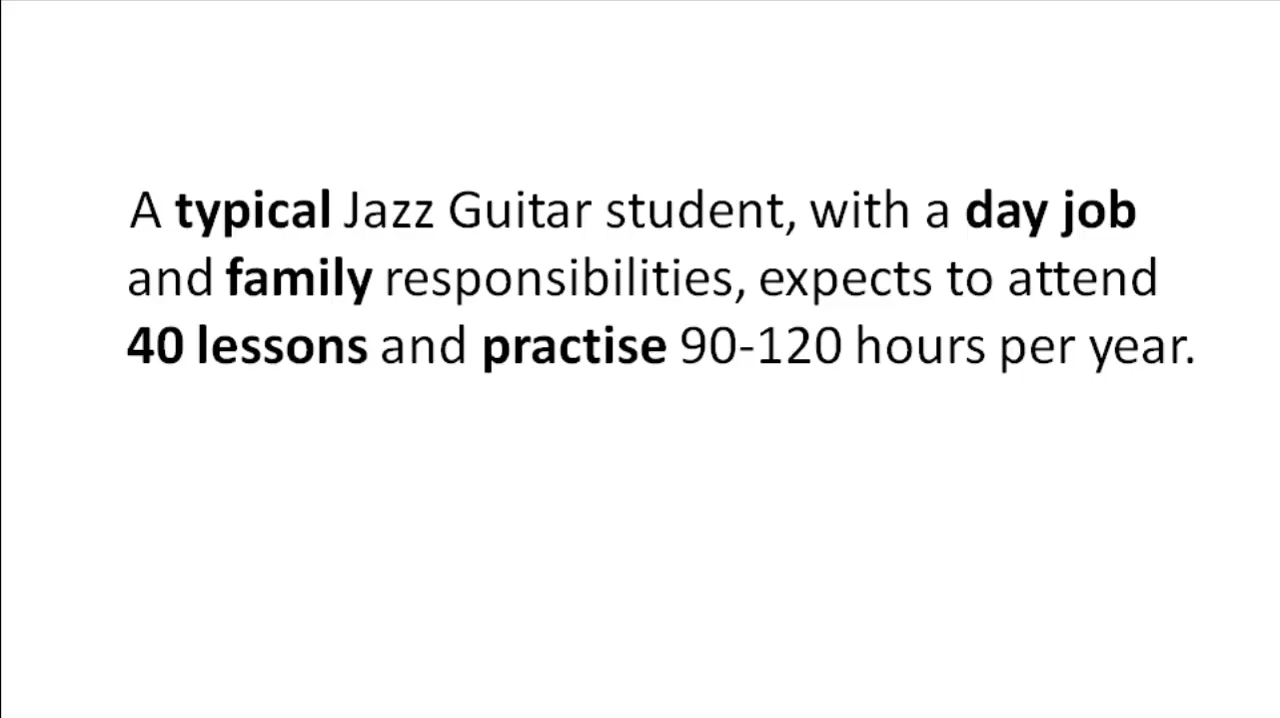 A typical Jazz Guitar student, with a day job
and family responsibilities, expects to attend
40 lessons and practise 90-120 hours per year.